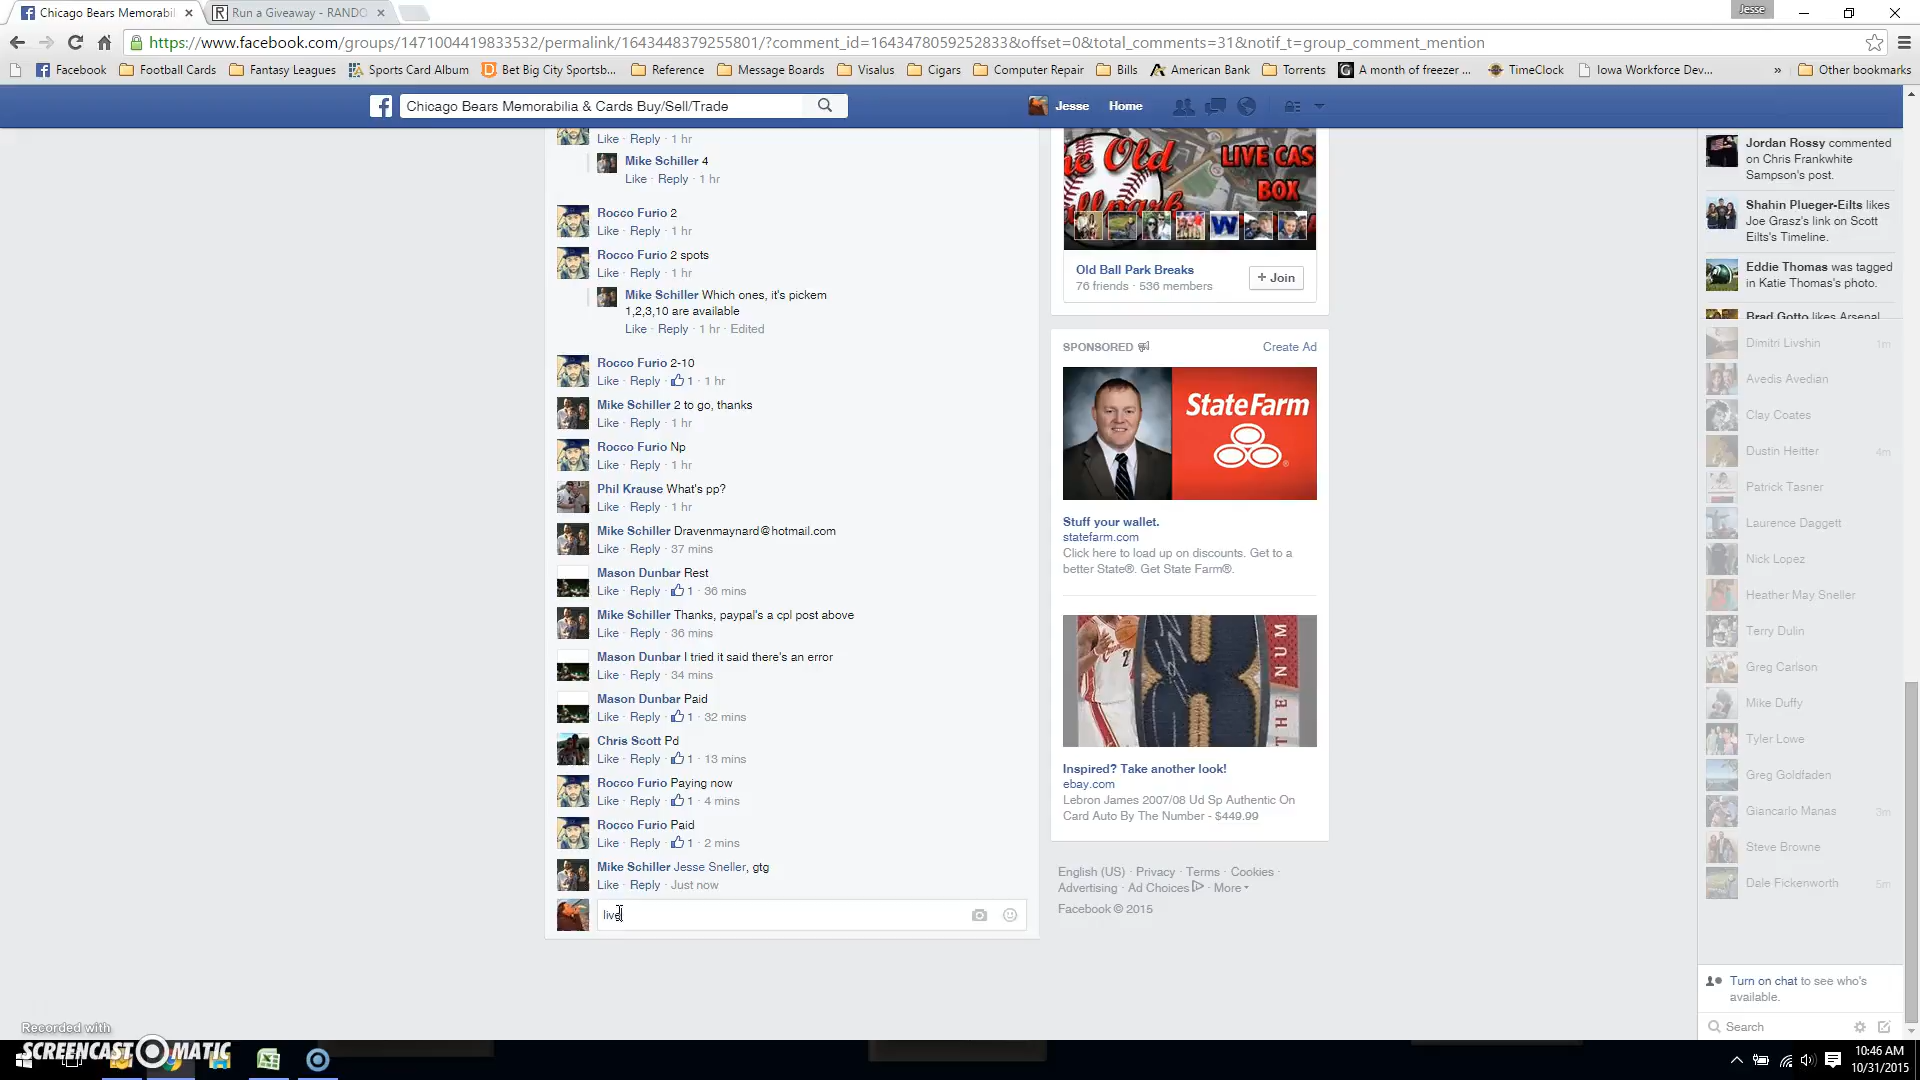 Chicago Bears Memorabil
Run a Giveaway - RANDO
Jesse
https://www.facebook.com/groups/1471004419833532/permalink/1643448379255801/?comment_id=1643478059252833&offset=0&total_comments=31&notif_t=group_comment_mention
Facebook Football Cards Fantasy Leagues Sports Card Album Bet Big City Sportsb... Reference Message Boards Visalus Cigars Computer Repair Bills American Bank Torrents A month of freezer ... TimeClock Iowa Workforce Dev... » Other bookmarks
Chicago Bears Memorabilia & Cards Buy/Sell/Trade
Jesse Home
Like · Reply · 1 hr
Mike Schiller 4
Like · Reply · 1 hr
Rocco Furio 2
Like · Reply · 1 hr
Rocco Furio 2 spots
Like · Reply · 1 hr
Mike Schiller Which ones, it's pickem
1,2,3,10 are available
Like · Reply · 1 hr · Edited
Rocco Furio 2-10
Like · Reply · 1 · 1 hr
Mike Schiller 2 to go, thanks
Like · Reply · 1 hr
Rocco Furio Np
Like · Reply · 1 hr
Phil Krause What's pp?
Like · Reply · 1 hr
Mike Schiller Dravenmaynard@hotmail.com
Like · Reply · 37 mins
Mason Dunbar Rest
Like · Reply · 1 · 36 mins
Mike Schiller Thanks, paypal's a cpl post above
Like · Reply · 36 mins
Mason Dunbar I tried it said there's an error
Like · Reply · 34 mins
Mason Dunbar Paid
Like · Reply · 1 · 32 mins
Chris Scott Pd
Like · Reply · 1 · 13 mins
Rocco Furio Paying now
Like · Reply · 1 · 4 mins
Rocco Furio Paid
Like · Reply · 1 · 2 mins
Mike Schiller Jesse Sneller, gtg
Like · Reply · Just now
live
he Old
LIVE CAS
BOX
W
Old Ball Park Breaks
76 friends · 536 members
+ Join
SPONSORED
Create Ad
StateFarm
Stuff your wallet.
statefarm.com
Click here to load up on discounts. Get to a
better State®. Get State Farm®.
THE NUM
Inspired? Take another look!
ebay.com
Lebron James 2007/08 Ud Sp Authentic On
Card Auto By The Number - $449.99
English (US) · Privacy · Terms · Cookies ·
Advertising · Ad Choices · More
Facebook © 2015
Jordan Rossy commented
on Chris Frankwhite
Sampson's post.
Shahin Plueger-Eilts likes
Joe Grasz's link on Scott
Eilts's Timeline.
Eddie Thomas was tagged
in Katie Thomas's photo.
Brad Gotto likes Arsenal
Dimitri Livshin 1m
Avedis Avedian
Clay Coates
Dustin Heitter 4m
Patrick Tasner
Laurence Daggett
Nick Lopez
Heather May Sneller
Terry Dulin
Greg Carlson
Mike Duffy
Tyler Lowe
Greg Goldfaden
Giancarlo Manas 3m
Steve Browne
Dale Fickenworth 5m
Turn on chat to see who's
available.
Search
Recorded with
SCREENCAST-O-MATIC
10:46 AM
10/31/2015